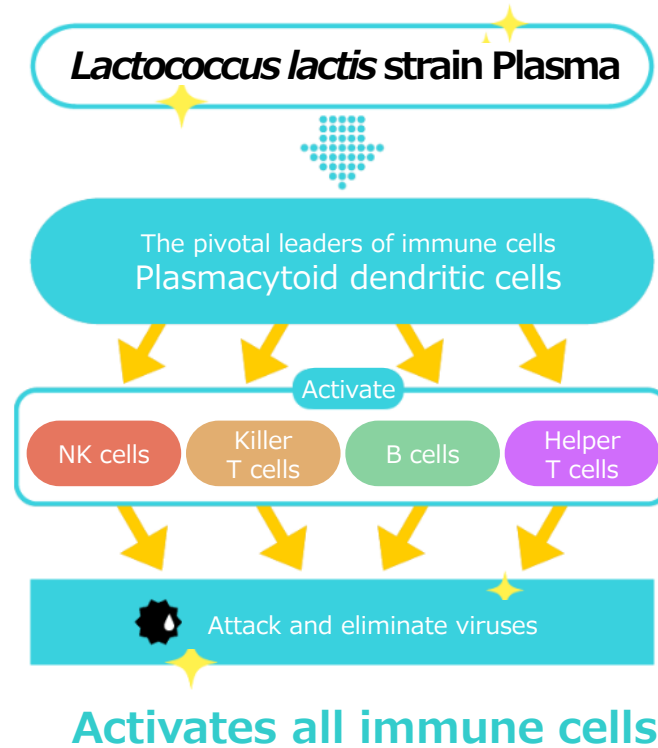 Lactococcus lactis strain Plasma
The pivotal leaders of immune cells
Plasmacytoid dendritic cells
Activate
NK cells
Killer
T cells
B cells
Helper
T cells
Attack and eliminate viruses
Activates all immune cells